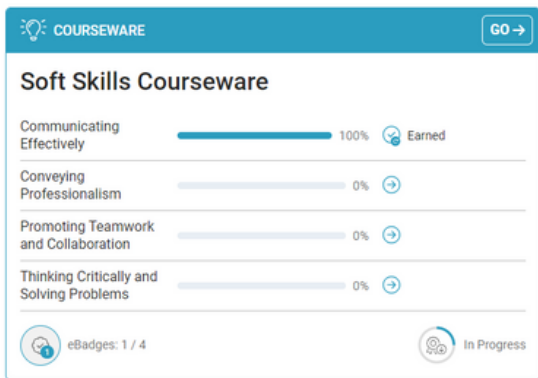 COURSEWARE
GO →
Soft Skills Courseware
Communicating
Effectively
100%
Earned
Conveying
Professionalism
0%
Promoting Teamwork
and Collaboration
0%
Thinking Critically and
Solving Problems
0%
1
eBadges: 1 / 4
In Progress